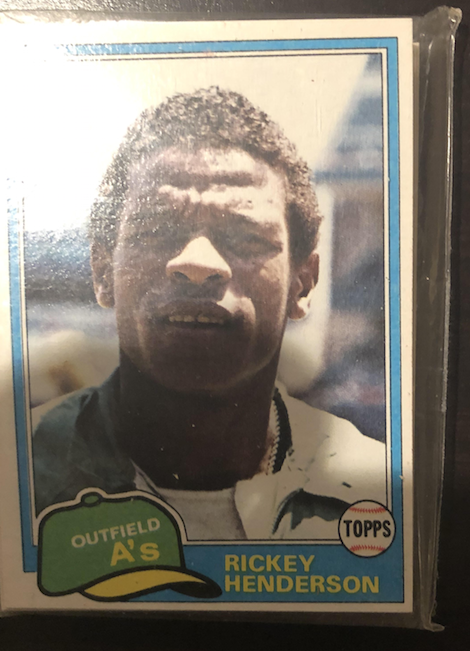 OUTFIELD
A's
TOPPS
RICKEY
HENDERSON